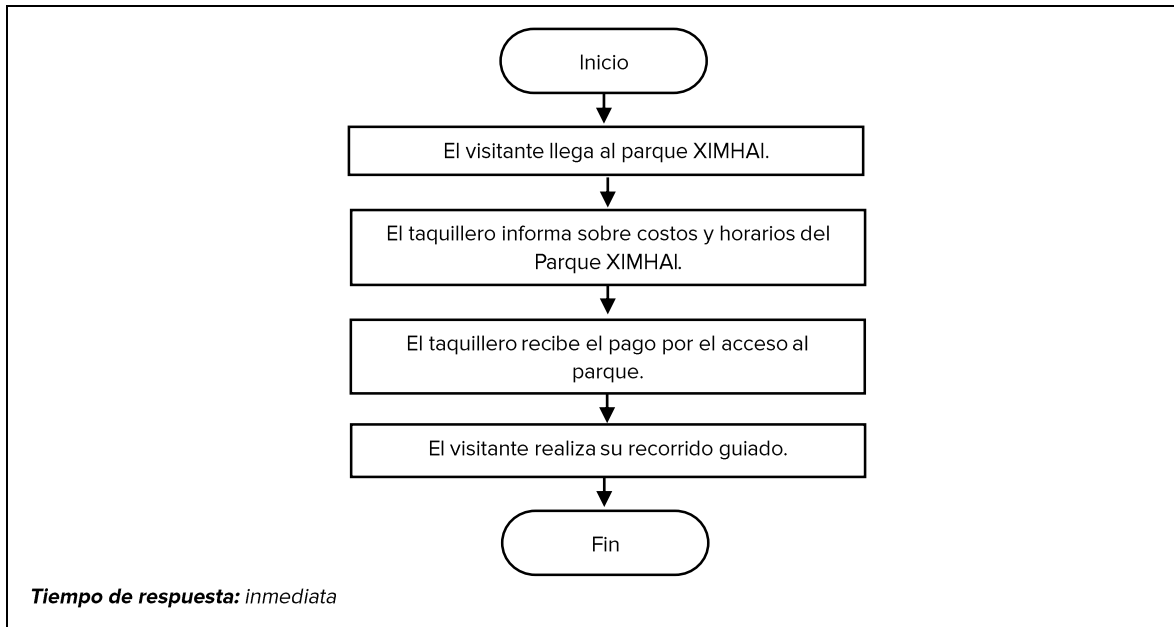 Inicio
El visitante llega al parque XIMHAI.
El taquillero informa sobre costos y horarios del
Parque XIMHAI.
El taquillero recibe el pago por el acceso al
parque.
El visitante realiza su recorrido guiado.
Fin
Tiempo de respuesta: inmediata